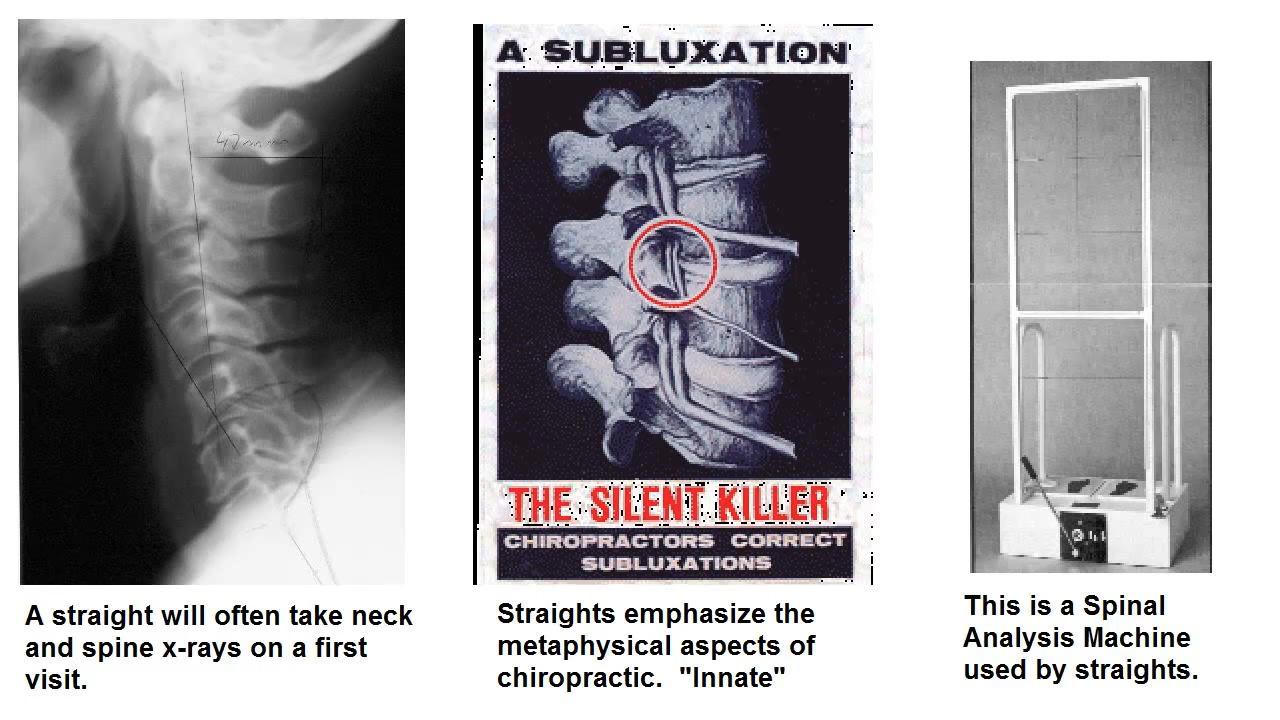 47mm
A SUBLUXATION
THE SILENT KILLER
CHIROPRACTORS CORRECT
SUBLUXATIONS
A straight will often take neck
and spine x-rays on a first
visit.
Straights emphasize the
metaphysical aspects of
chiropractic.  "Innate"
This is a Spinal
Analysis Machine
used by straights.